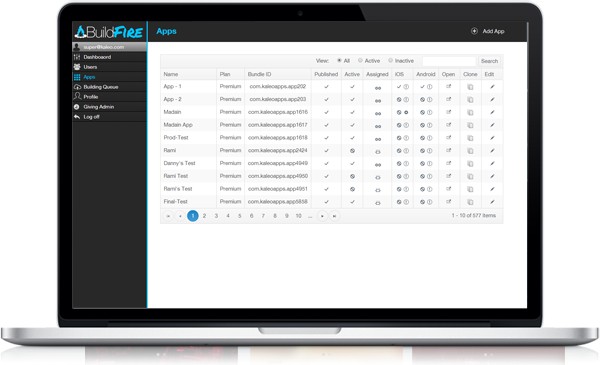 BuildFire
Apps
Add App
super@kaleo.com
Dashboard
Users
Apps
Building Queue
Profile
Giving Admin
Log off
View: All Active Inactive Search
Name Plan Bundle ID Published Active Assigned iOS Android Open Clone Edit
App - 1 Premium com.kaleoapps.app202
App - 2 Premium com.kaleoapps.app203
Madain Premium com.kaleoapps.app1616
Madain App Premium com.kaleoapps.app1617
Prod-Test Premium com.kaleoapps.app1618
Rami Premium com.kaleoapps.app2424
Danny's Test Premium com.kaleoapps.app4949
Rami Test Premium com.kaleoapps.app4950
Rami's Test Premium com.kaleoapps.app4951
Final-Test Premium com.kaleoapps.app5858
1 2 3 4 5 6 7 8 9 10 ... 1 - 10 of 577 items